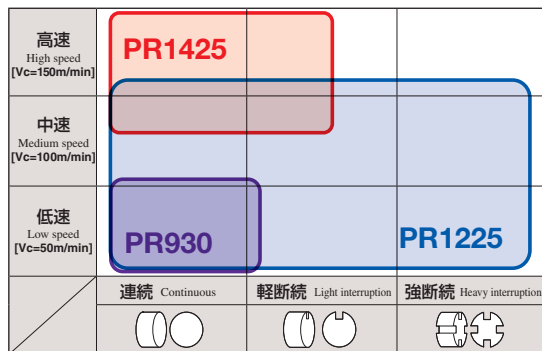 高速
High speed
[Vc=150m/min]
PR1425
中速
Medium speed
[Vc=100m/min]
低速
Low speed
[Vc=50m/min]
PR930
PR1225
連続 Continuous
軽断続 Light interruption
強断続 Heavy interruption